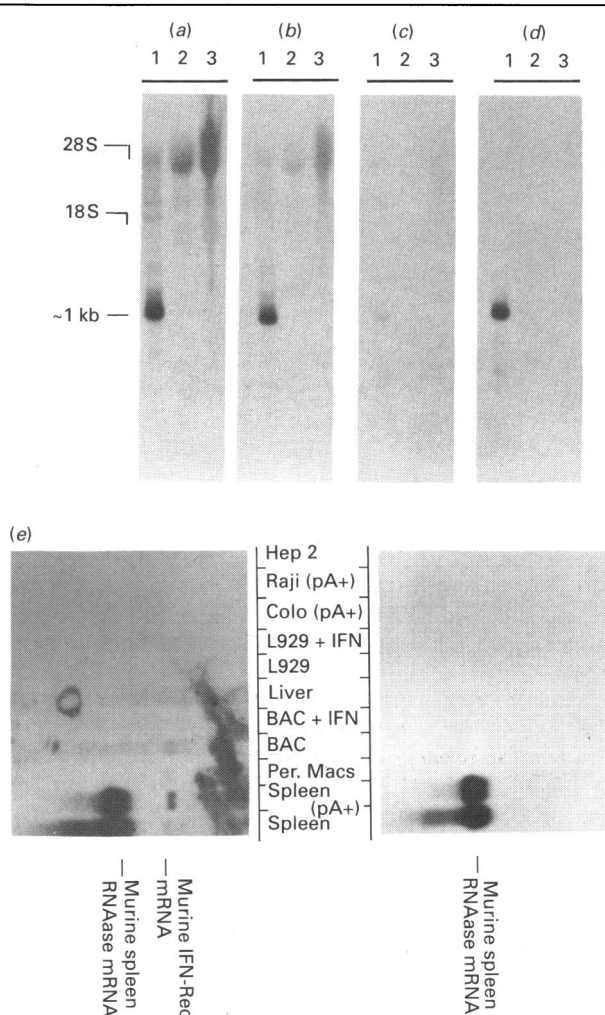 (a) (b) (c) (d)
1 2 3 1 2 3 1 2 3 1 2 3
28S
18S
~1 kb
(e)
Hep 2
Raji (pA+)
Colo (pA+)
L929 + IFN
L929
Liver
BAC + IFN
BAC
Per. Macs
Spleen
(pA+)
Spleen
Murine spleen
RNAase mRNA
Murine IFN-Rec
mRNA
Murine spleen
RNAase mRNA